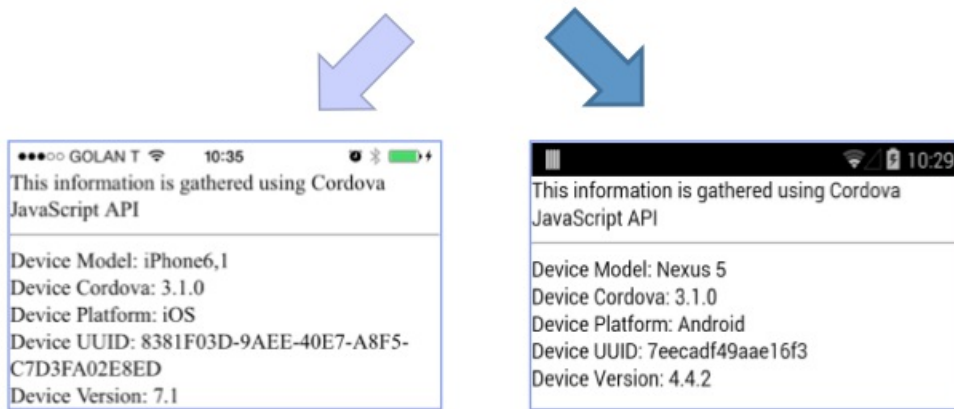 GOLAN T 10:35
This information is gathered using Cordova
JavaScript API
Device Model: iPhone6,1
Device Cordova: 3.1.0
Device Platform: iOS
Device UUID: 8381F03D-9AEE-40E7-A8F5-
C7D3FA02E8ED
Device Version: 7.1
10:29
This information is gathered using Cordova
JavaScript API
Device Model: Nexus 5
Device Cordova: 3.1.0
Device Platform: Android
Device UUID: 7eecadf49aae16f3
Device Version: 4.4.2